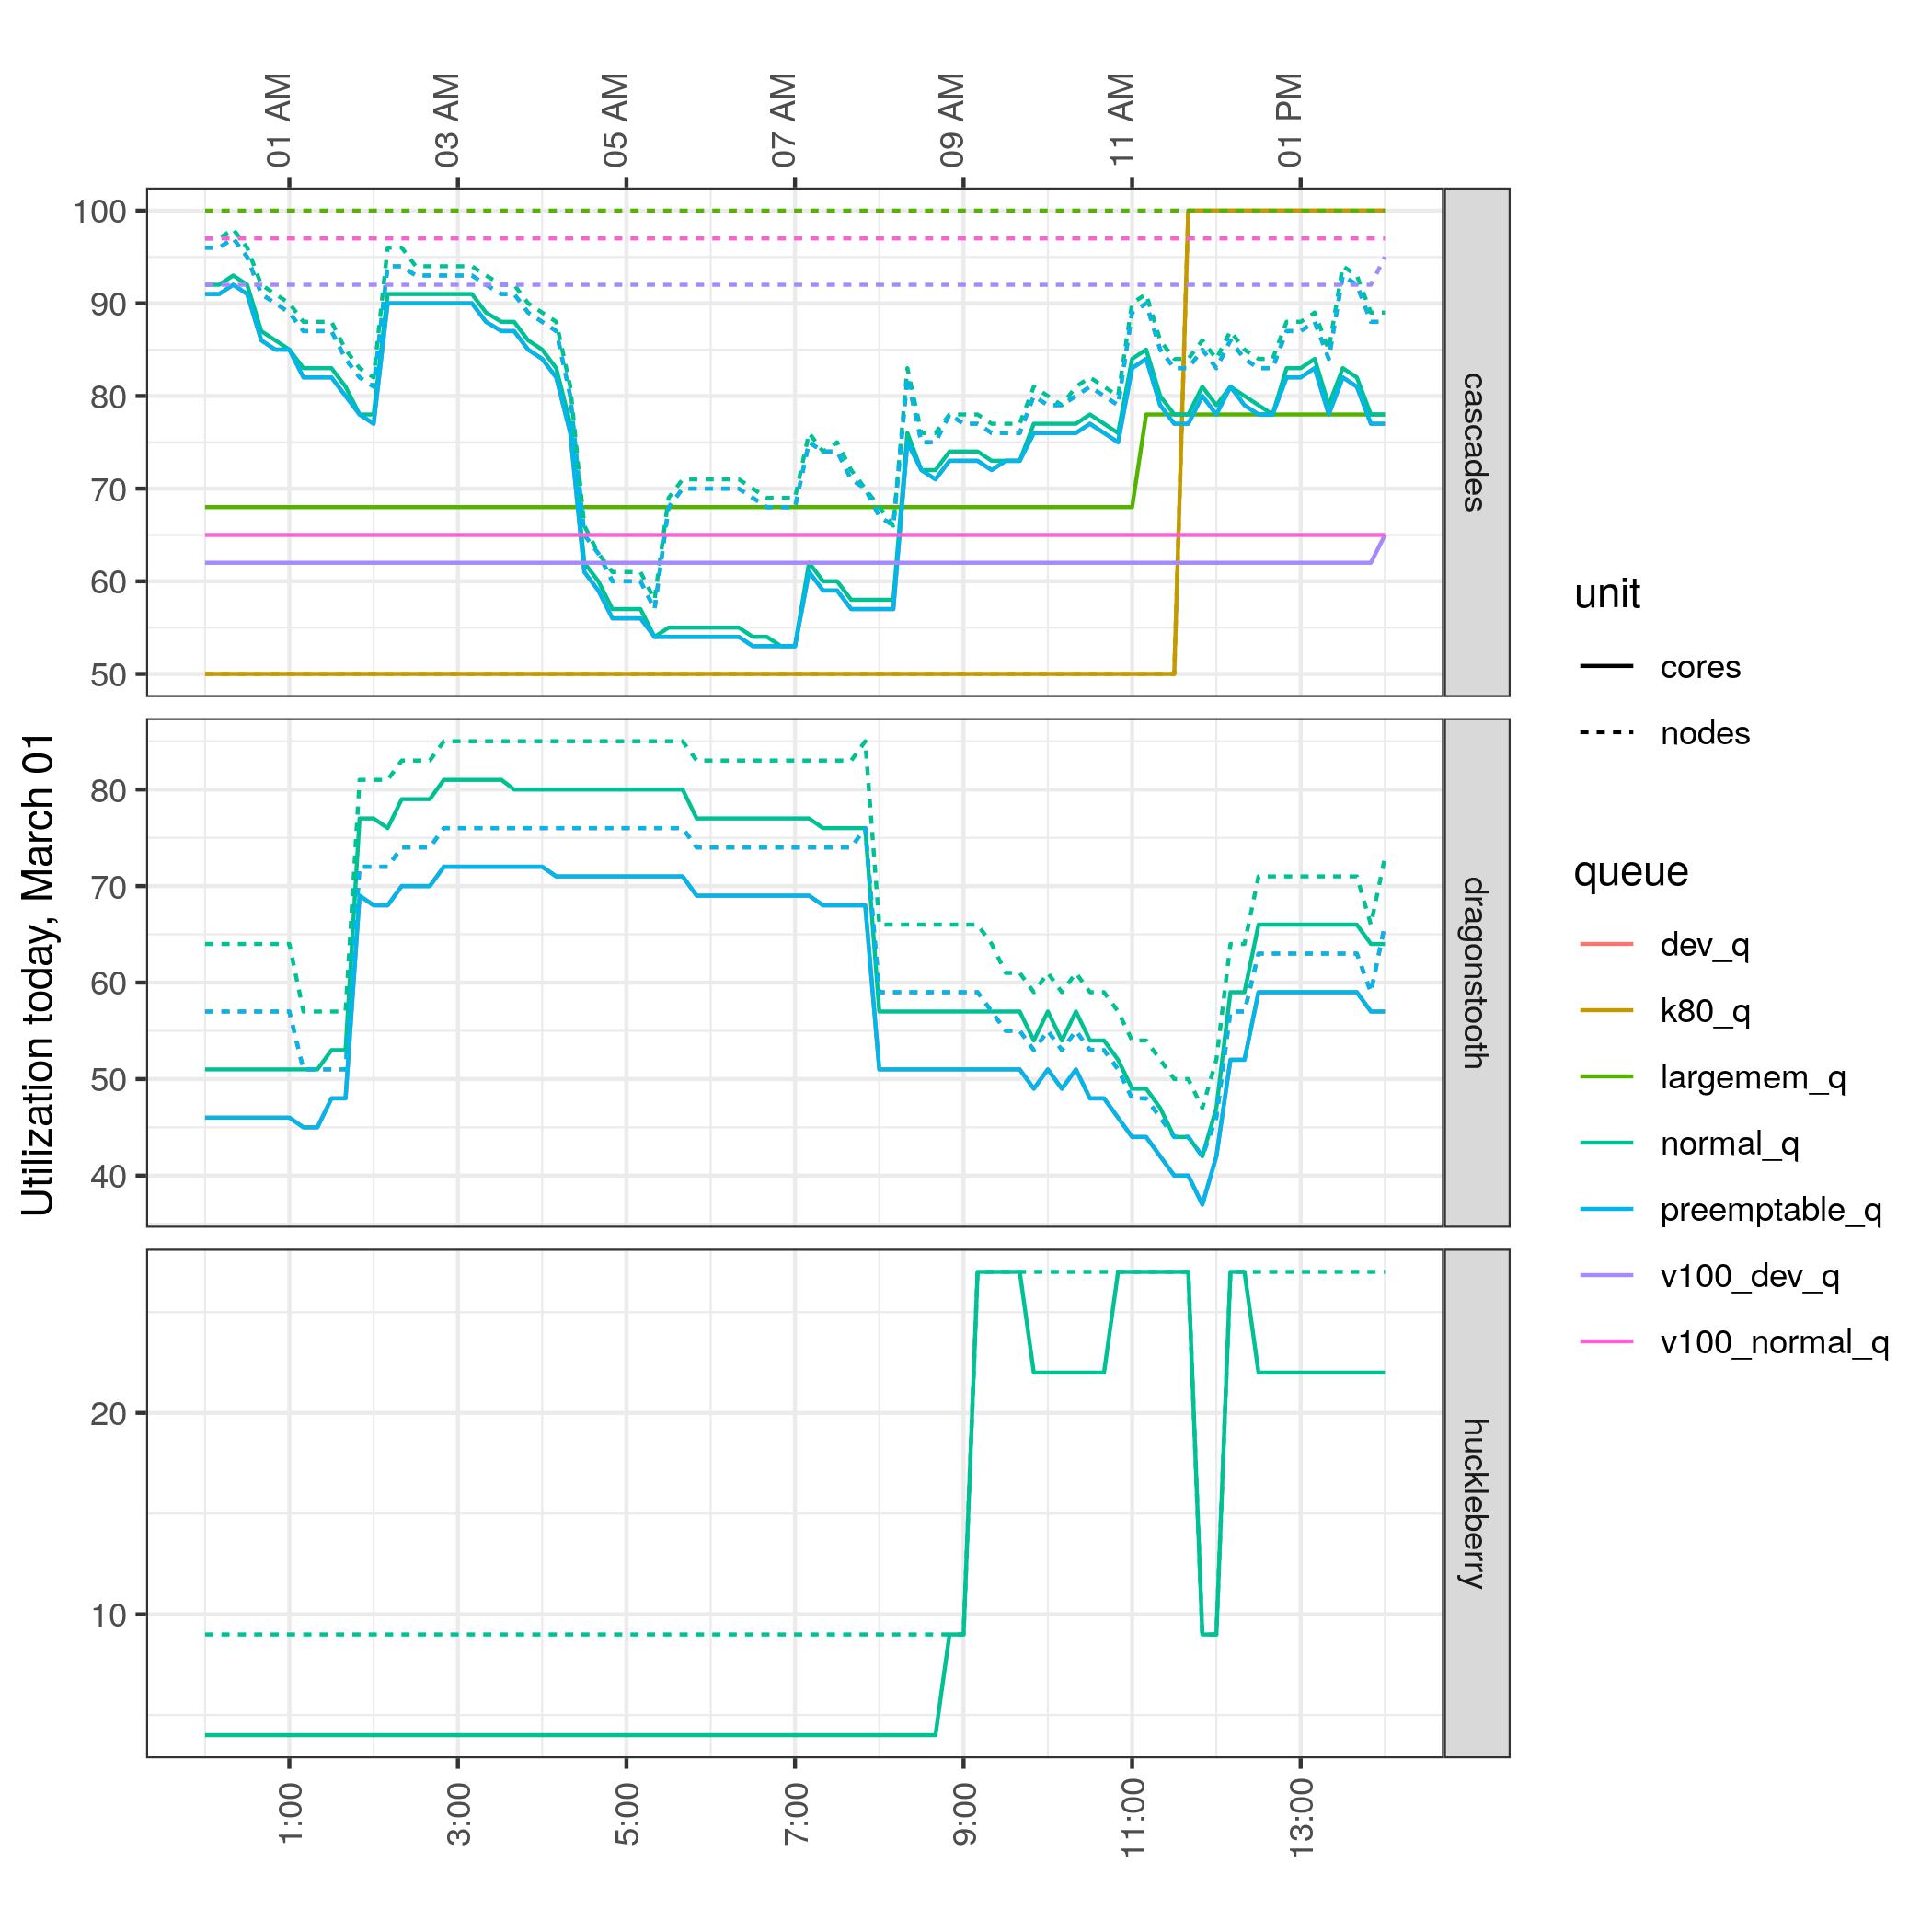 01 AM
03 AM
05 AM
07 AM
09 AM
11 AM
01 PM
100
90
80
70
60
50
cascades
Utilization today, March 01
80
70
60
50
40
dragonstooth
20
10
huckleberry
1:00
3:00
5:00
7:00
9:00
11:00
13:00
unit
cores
nodes
queue
dev_q
k80_q
largemem_q
normal_q
preemptable_q
v100_dev_q
v100_normal_q